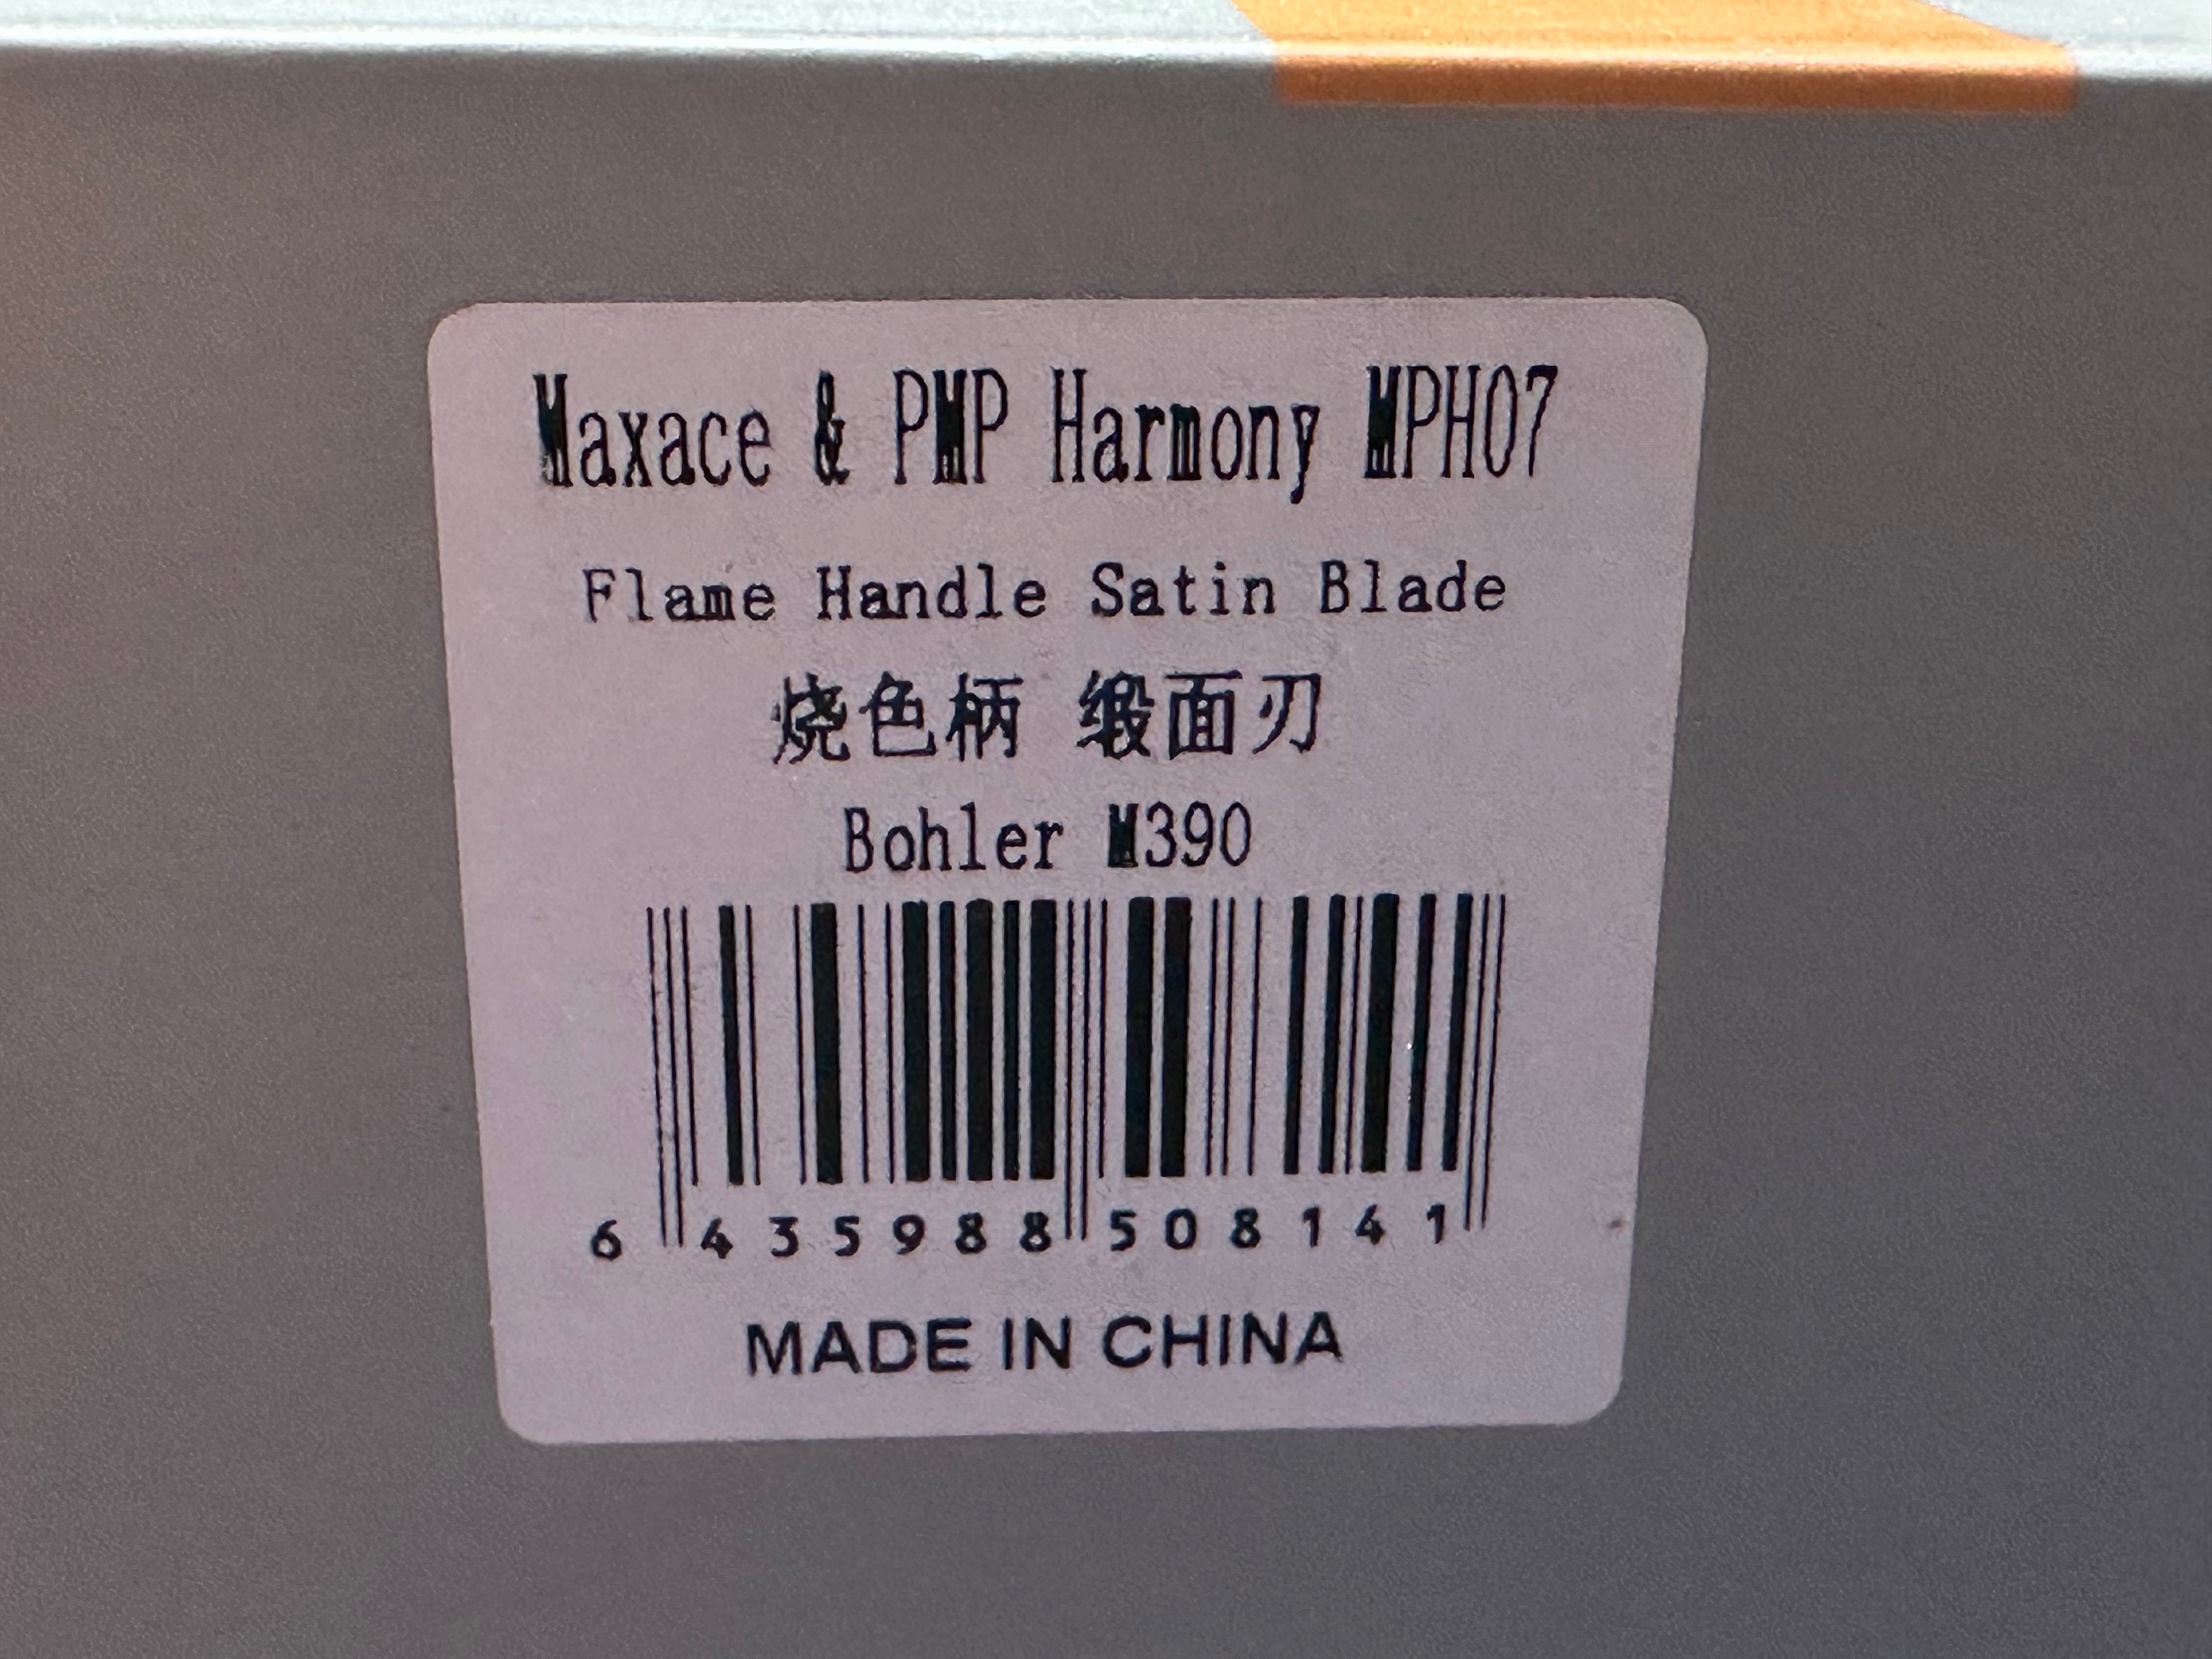 Maxace & PMP Harmony MPH07
Flame Handle Satin Blade
烧色柄 缎面刃
Bohler M390
6 435988 508141
MADE IN CHINA